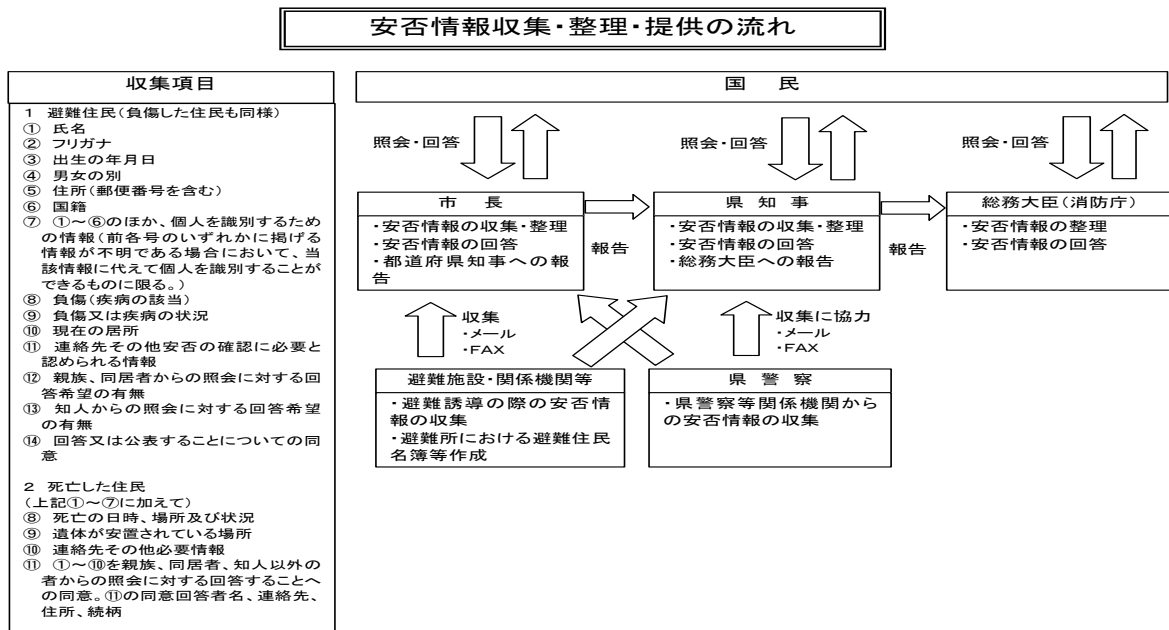 安否情報収集・整理・提供の流れ
収集項目
1 避難住民（負傷した住民も同様）
① 氏名
② フリガナ
③ 出生の年月日
④ 男女の別
⑤ 住所（郵便番号を含む）
⑥ 国籍
⑦ ①～⑥のほか、個人を識別するため
の情報（前各号のいずれかに掲げる
情報が不明である場合において、当
該情報に代えて個人を識別することが
できるものに限る。）
⑧ 負傷（疾病の該当）
⑨ 負傷又は疾病の状況
⑩ 現在の居所
⑪ 連絡先その他安否の確認に必要と
認められる情報
⑫ 親族、同居者からの照会に対する回
答希望の有無
⑬ 知人からの照会に対する回答希望
の有無
⑭ 回答又は公表することについての同
意
2 死亡した住民
（上記①～⑦に加えて）
⑧ 死亡の日時、場所及び状況
⑨ 遺体が安置されている場所
⑩ 連絡先その他必要情報
⑪ ①～⑩を親族、同居者、知人以外の
者からの照会に対する回答することへ
の同意。⑪の同意回答者名、連絡先、
住所、続柄
国 民
照会・回答
照会・回答
照会・回答
市 長
・安否情報の収集・整理
・安否情報の回答
・都道府県知事への報
告
報告
県 知 事
・安否情報の収集・整理
・安否情報の回答
・総務大臣への報告
報告
総務大臣（消防庁）
・安否情報の整理
・安否情報の回答
収集
・メール
・FAX
収集に協力
・メール
・FAX
避難施設・関係機関等
・避難誘導の際の安否情
報の収集
・避難所における避難住民
名簿等作成
県 警 察
・県警察等関係機関から
の安否情報の収集